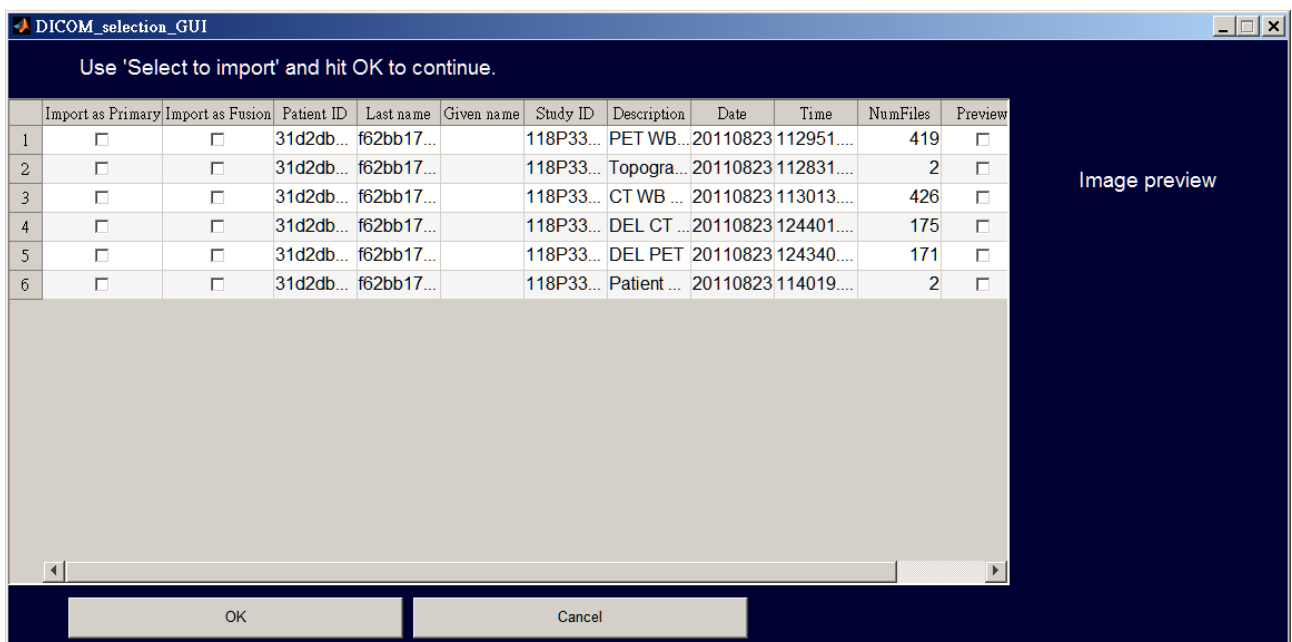 DICOM_selection_GUI
Use 'Select to import' and hit OK to continue.
Import as Primary Import as Fusion Patient ID Last name Given name Study ID Description Date Time NumFiles Preview
1 31d2db... f62bb17... 118P33... PET WB... 20110823 112951.... 419
2 31d2db... f62bb17... 118P33... Topogra... 20110823 112831.... 2
3 31d2db... f62bb17... 118P33... CT WB ... 20110823 113013.... 426
4 31d2db... f62bb17... 118P33... DEL CT ... 20110823 124401.... 175
5 31d2db... f62bb17... 118P33... DEL PET 20110823 124340.... 171
6 31d2db... f62bb17... 118P33... Patient ... 20110823 114019.... 2
Image preview
OK Cancel